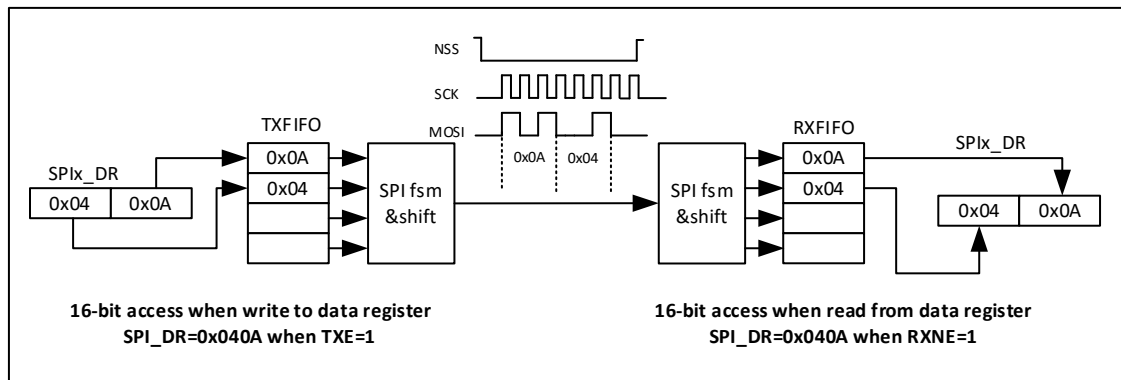 NSS
SCK
MOSI
TXFIFO
RXFIFO
0x0A
0x04
SPIx_DR
0x04 0x0A
0x0A
0x04
SPI fsm
&shift
SPI fsm
&shift
0x0A
0x04
SPIx_DR
0x04 0x0A
16-bit access when write to data register
SPI_DR=0x040A when TXE=1
16-bit access when read from data register
SPI_DR=0x040A when RXNE=1